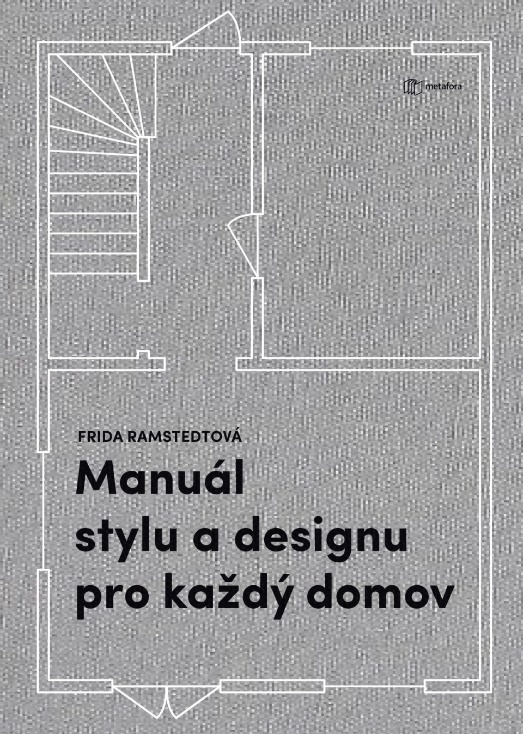 metafora
FRIDA RAMSTEDTOVÁ
Manuál
stylu a designu
pro každý domov